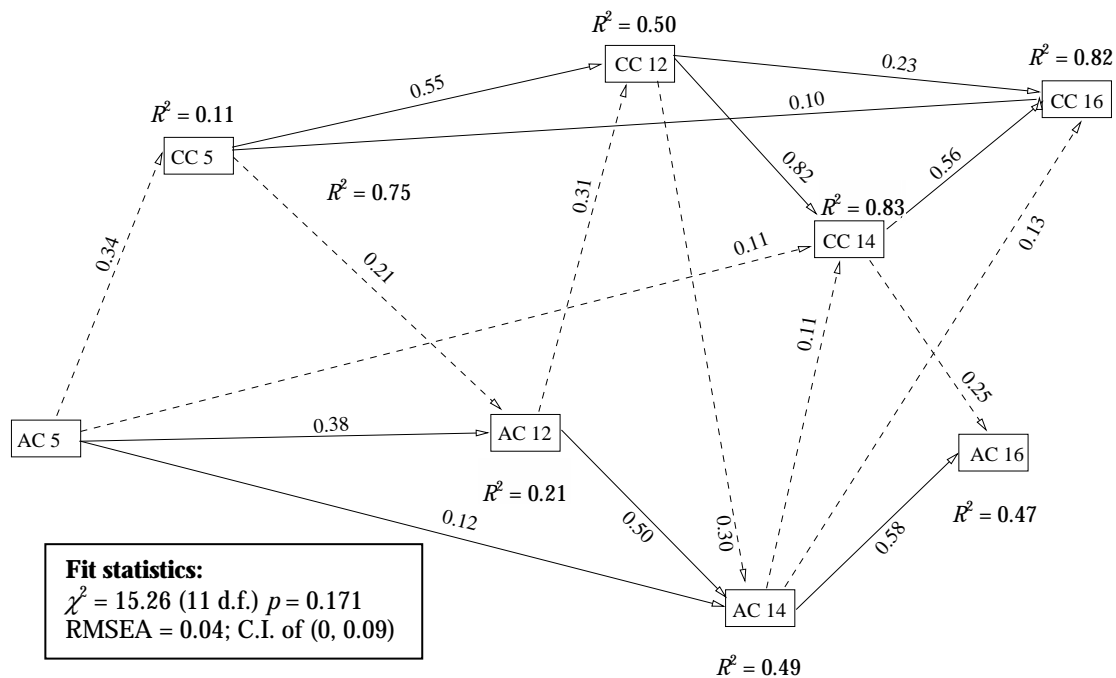 R² = 0.50
CC 12
R² = 0.82
CC 16
0.23
0.55
0.10
R² = 0.11
CC 5
R² = 0.75
0.31
0.82
0.56
R² = 0.83
CC 14
0.13
0.34
0.21
0.11
0.11
0.25
AC 5
0.38
AC 12
AC 16
R² = 0.21
R² = 0.47
0.12
0.50
0.30
0.58
Fit statistics:
χ² = 15.26 (11 d.f.) p = 0.171
RMSEA = 0.04; C.I. of (0, 0.09)
AC 14
R² = 0.49